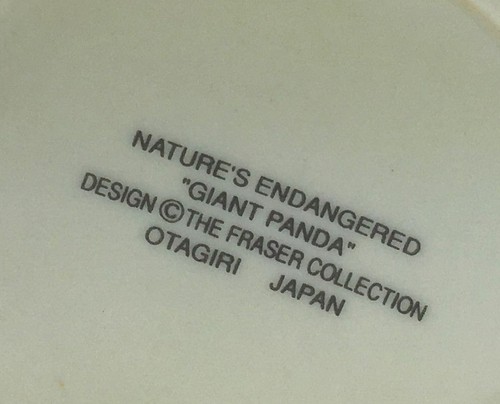 NATURE'S ENDANGERED
"GIANT PANDA"
DESIGN © THE FRASER COLLECTION
OTAGIRI JAPAN